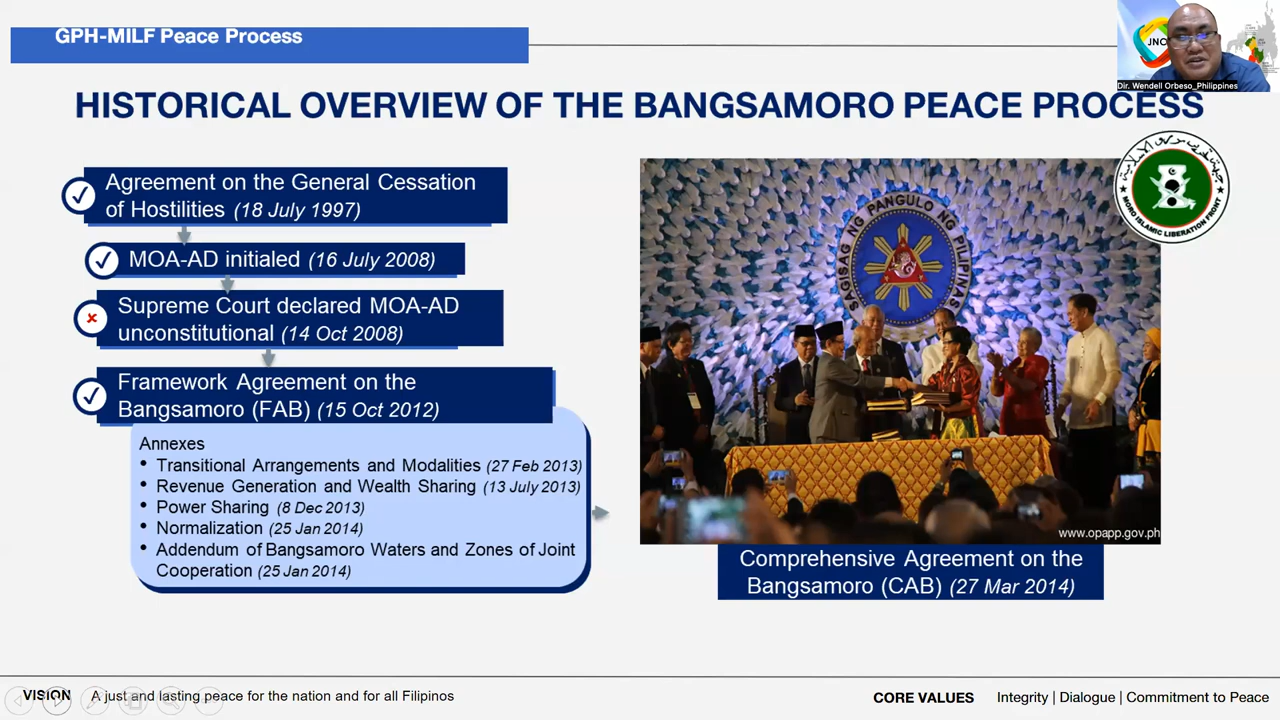 GPH-MILF Peace Process
JNC
Dir. Wendell Orbeso_Philippines
HISTORICAL OVERVIEW OF THE BANGSAMORO PEACE PROCESS
Agreement on the General Cessation
of Hostilities (18 July 1997)
MOA-AD initialed (16 July 2008)
Supreme Court declared MOA-AD
unconstitutional (14 Oct 2008)
Framework Agreement on the
Bangsamoro (FAB) (15 Oct 2012)
Annexes
• Transitional Arrangements and Modalities (27 Feb 2013)
• Revenue Generation and Wealth Sharing (13 July 2013)
• Power Sharing (8 Dec 2013)
• Normalization (25 Jan 2014)
• Addendum of Bangsamoro Waters and Zones of Joint
Cooperation (25 Jan 2014)
SAGISAG NG PANGULO NG PILIPINAS
MORO ISLAMIC LIBERATION FRONT
www.opapp.gov.ph
Comprehensive Agreement on the
Bangsamoro (CAB) (27 Mar 2014)
VISION A just and lasting peace for the nation and for all Filipinos
CORE VALUES Integrity | Dialogue | Commitment to Peace